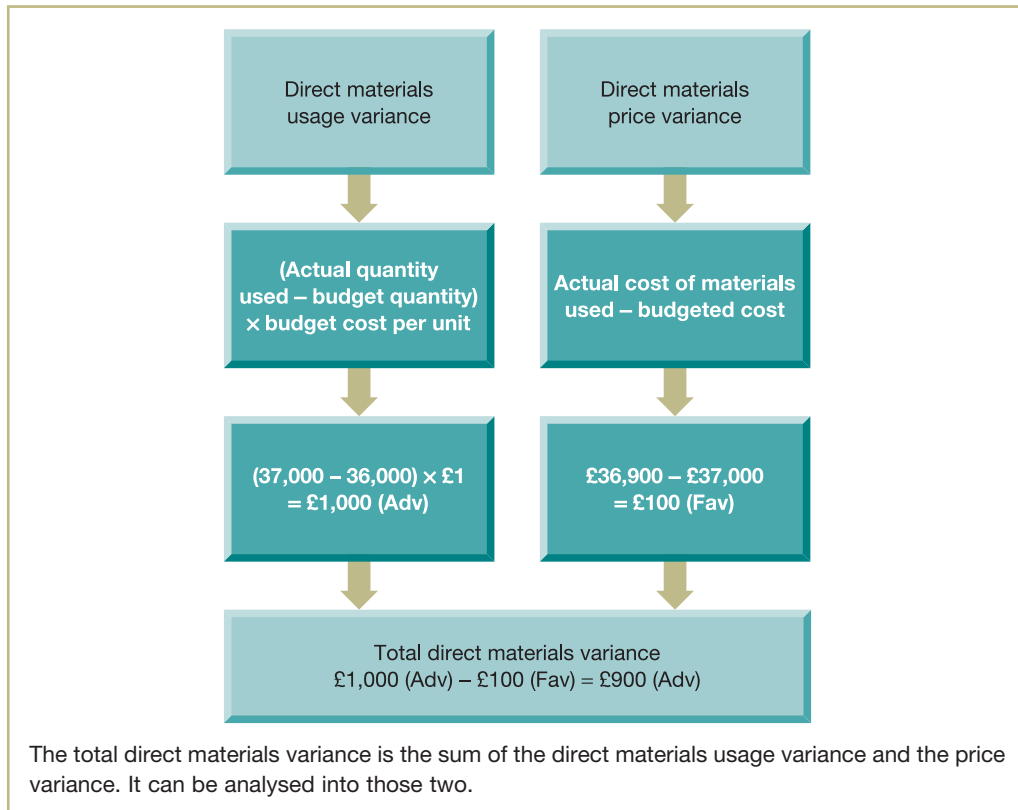 Direct materials
usage variance
Direct materials
price variance
(Actual quantity
used – budget quantity)
× budget cost per unit
Actual cost of materials
used – budgeted cost
(37,000 – 36,000) × £1
= £1,000 (Adv)
£36,900 – £37,000
= £100 (Fav)
Total direct materials variance
£1,000 (Adv) – £100 (Fav) = £900 (Adv)
The total direct materials variance is the sum of the direct materials usage variance and the price
variance. It can be analysed into those two.